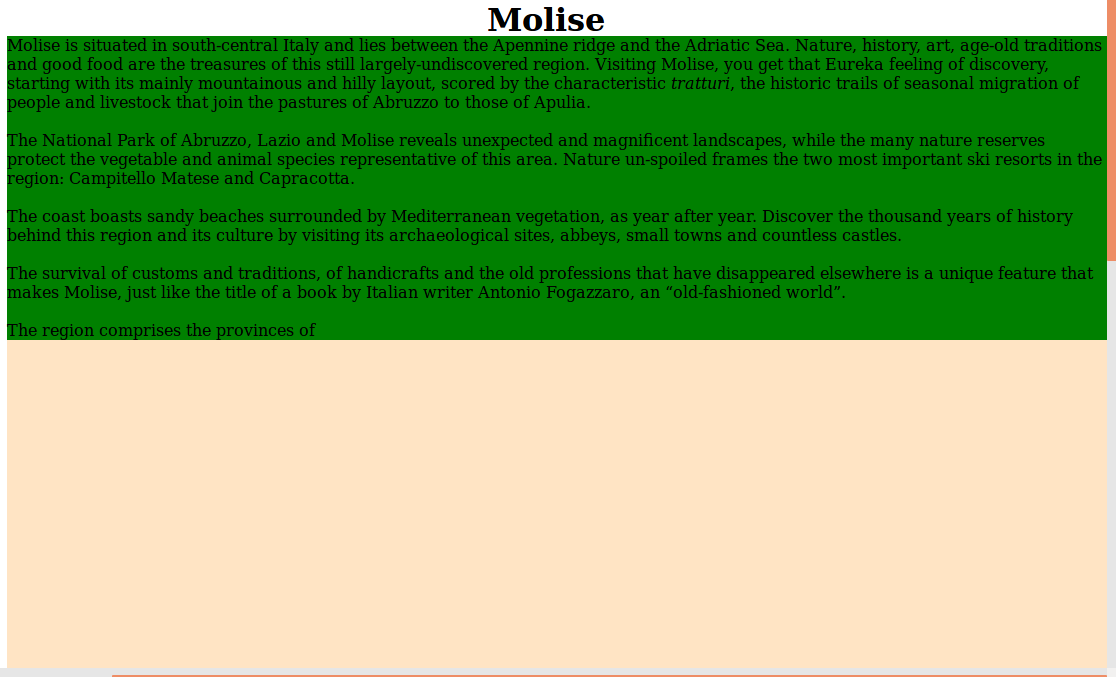 Molise
Molise is situated in south-central Italy and lies between the Apennine ridge and the Adriatic Sea. Nature, history, art, age-old traditions
and good food are the treasures of this still largely-undiscovered region. Visiting Molise, you get that Eureka feeling of discovery,
starting with its mainly mountainous and hilly layout, scored by the characteristic tratturi, the historic trails of seasonal migration of
people and livestock that join the pastures of Abruzzo to those of Apulia.
The National Park of Abruzzo, Lazio and Molise reveals unexpected and magnificent landscapes, while the many nature reserves
protect the vegetable and animal species representative of this area. Nature un-spoiled frames the two most important ski resorts in the
region: Campitello Matese and Capracotta.
The coast boasts sandy beaches surrounded by Mediterranean vegetation, as year after year. Discover the thousand years of history
behind this region and its culture by visiting its archaeological sites, abbeys, small towns and countless castles.
The survival of customs and traditions, of handicrafts and the old professions that have disappeared elsewhere is a unique feature that
makes Molise, just like the title of a book by Italian writer Antonio Fogazzaro, an “old-fashioned world”.
The region comprises the provinces of